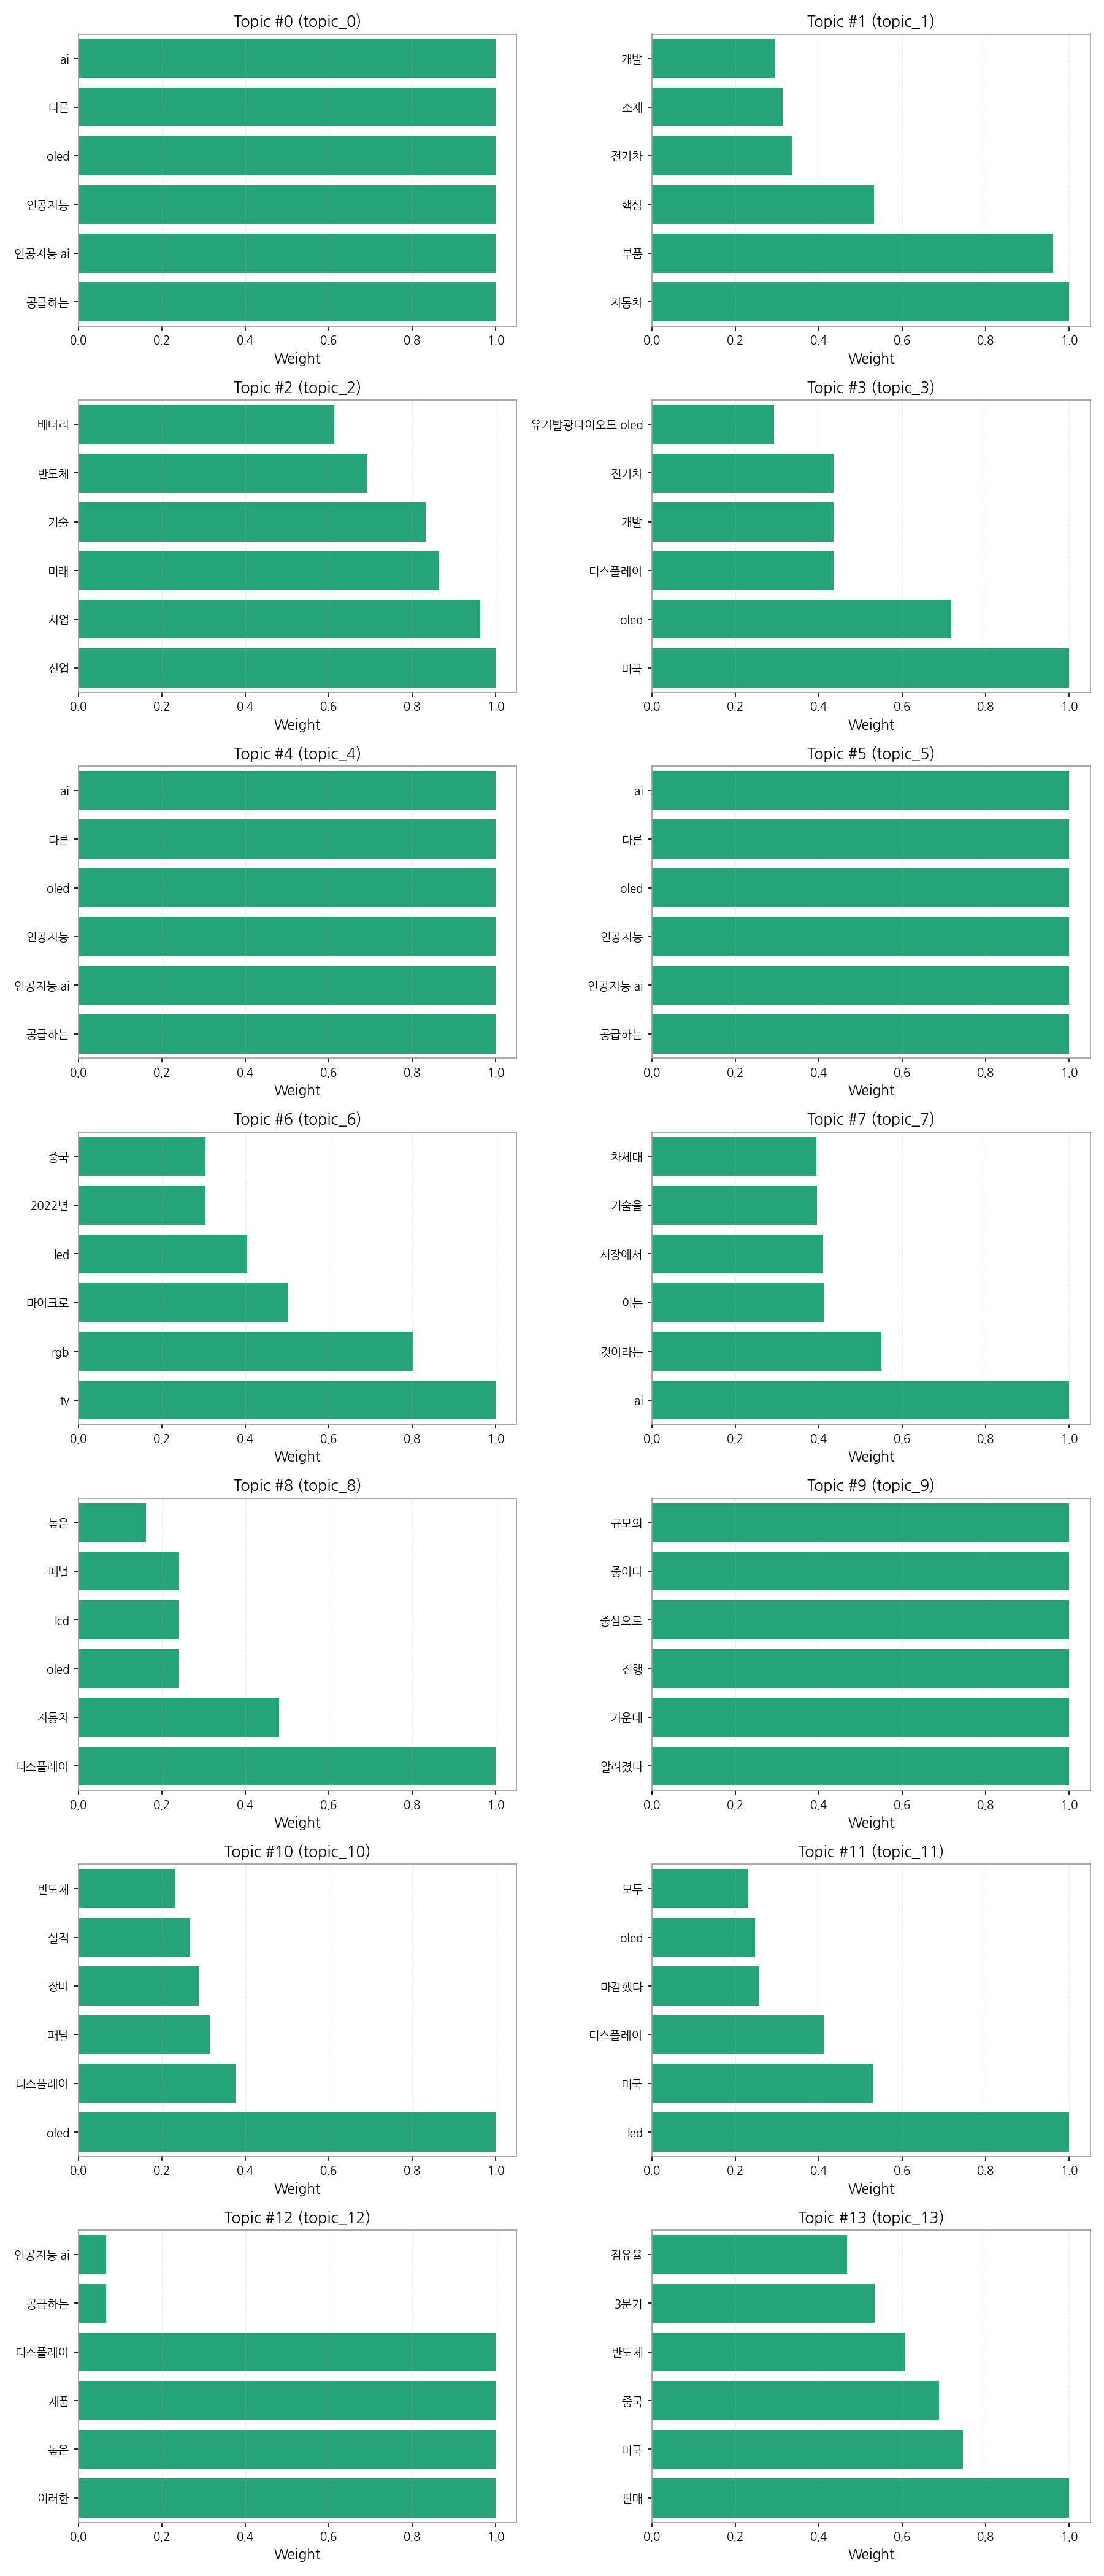 Topic #0 (topic_0)
ai
다른
oled
인공지능
인공지능 ai
공급하는
0.0 0.2 0.4 0.6 0.8 1.0
Weight
Topic #1 (topic_1)
개발
소재
전기차
핵심
부품
자동차
0.0 0.2 0.4 0.6 0.8 1.0
Weight
Topic #2 (topic_2)
배터리
반도체
기술
미래
사업
산업
0.0 0.2 0.4 0.6 0.8 1.0
Weight
Topic #3 (topic_3)
유기발광다이오드 oled
전기차
개발
디스플레이
oled
미국
0.0 0.2 0.4 0.6 0.8 1.0
Weight
Topic #4 (topic_4)
ai
다른
oled
인공지능
인공지능 ai
공급하는
0.0 0.2 0.4 0.6 0.8 1.0
Weight
Topic #5 (topic_5)
ai
다른
oled
인공지능
인공지능 ai
공급하는
0.0 0.2 0.4 0.6 0.8 1.0
Weight
Topic #6 (topic_6)
중국
2022년
led
마이크로
rgb
tv
0.0 0.2 0.4 0.6 0.8 1.0
Weight
Topic #7 (topic_7)
차세대
기술을
시장에서
이는
것이라는
ai
0.0 0.2 0.4 0.6 0.8 1.0
Weight
Topic #8 (topic_8)
높은
패널
lcd
oled
자동차
디스플레이
0.0 0.2 0.4 0.6 0.8 1.0
Weight
Topic #9 (topic_9)
규모의
중이다
중심으로
진행
가운데
알려졌다
0.0 0.2 0.4 0.6 0.8 1.0
Weight
Topic #10 (topic_10)
반도체
실적
장비
패널
디스플레이
oled
0.0 0.2 0.4 0.6 0.8 1.0
Weight
Topic #11 (topic_11)
모두
oled
마감했다
디스플레이
미국
led
0.0 0.2 0.4 0.6 0.8 1.0
Weight
Topic #12 (topic_12)
인공지능 ai
공급하는
디스플레이
제품
높은
이러한
0.0 0.2 0.4 0.6 0.8 1.0
Weight
Topic #13 (topic_13)
점유율
3분기
반도체
중국
미국
판매
0.0 0.2 0.4 0.6 0.8 1.0
Weight